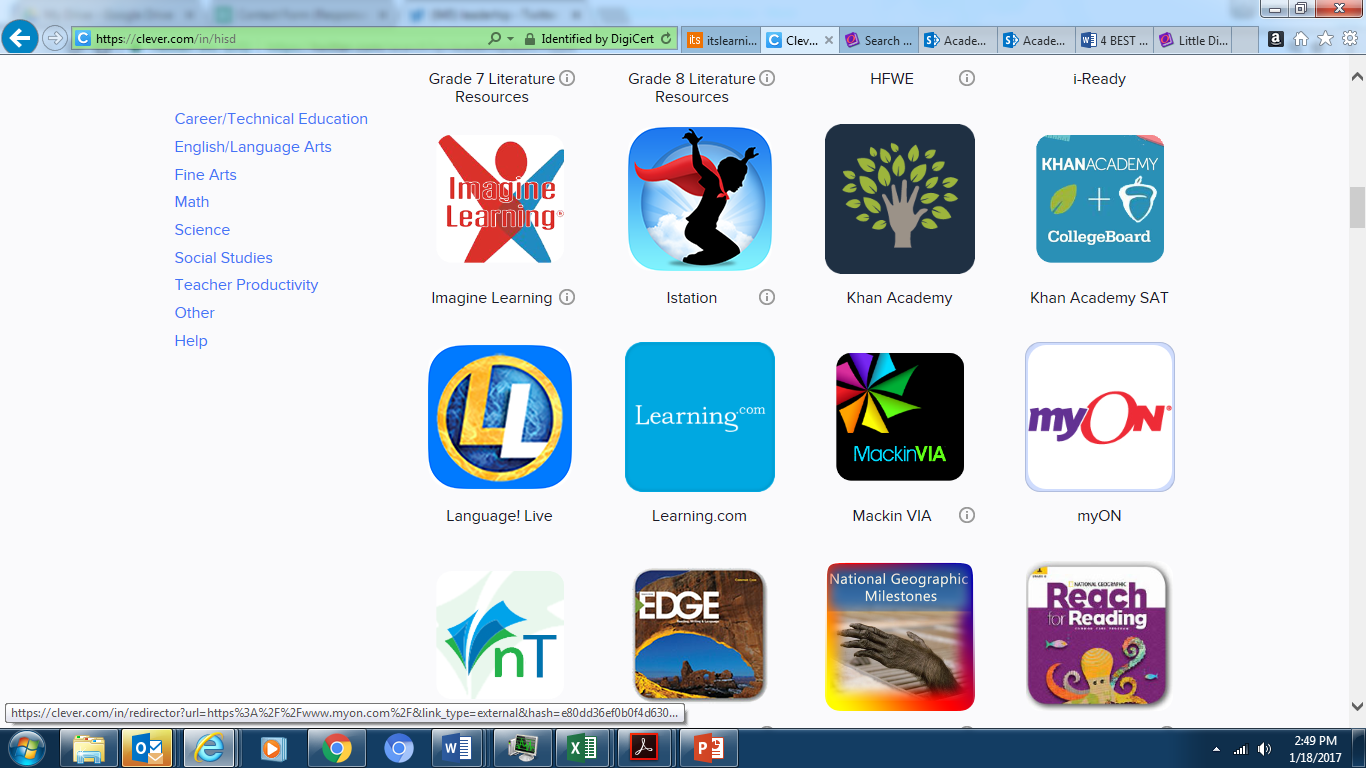 https://clever.com/in/hisd
Identified by DigiCert
itslearni...
Clev...
Search ...
Acade...
Acade...
4 BEST ...
Little Di...
Grade 7 Literature
Resources
Grade 8 Literature
Resources
HFWE
i-Ready
Career/Technical Education
English/Language Arts
Fine Arts
Math
Science
Social Studies
Teacher Productivity
Other
Help
Imagine
Learning®
KHANACADEMY
+
CollegeBoard
Imagine Learning
Istation
Khan Academy
Khan Academy SAT
LL
Learning.com
MackinVIA
myON®
Language! Live
Learning.com
Mackin VIA
myON
nT
EDGE
Reading, Writing & Language
National Geographic
Milestones
NATIONAL GEOGRAPHIC
Reach
for Reading
https://clever.com/in/redirector?url=https%3A%2F%2Fwww.myon.com%2F&link_type=external&hash=e80dd36ef0b0f4d630...
2:49 PM
1/18/2017